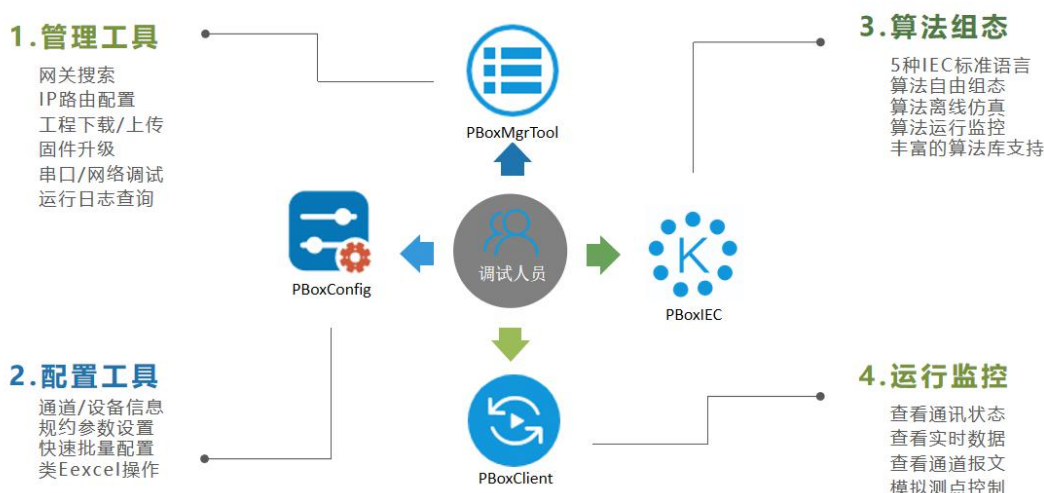 1.管理工具
网关搜索
IP路由配置
工程下载/上传
固件升级
串口/网络调试
运行日志查询
PBoxMgrTool
3.算法组态
5种IEC标准语言
算法自由组态
算法离线仿真
算法运行监控
丰富的算法库支持
PBoxConfig
调试人员
K
PBoxIEC
2.配置工具
通道/设备信息
规约参数设置
快速批量配置
类Eexcel操作
PBoxClient
4.运行监控
查看通讯状态
查看实时数据
查看通道报文
模拟测点控制